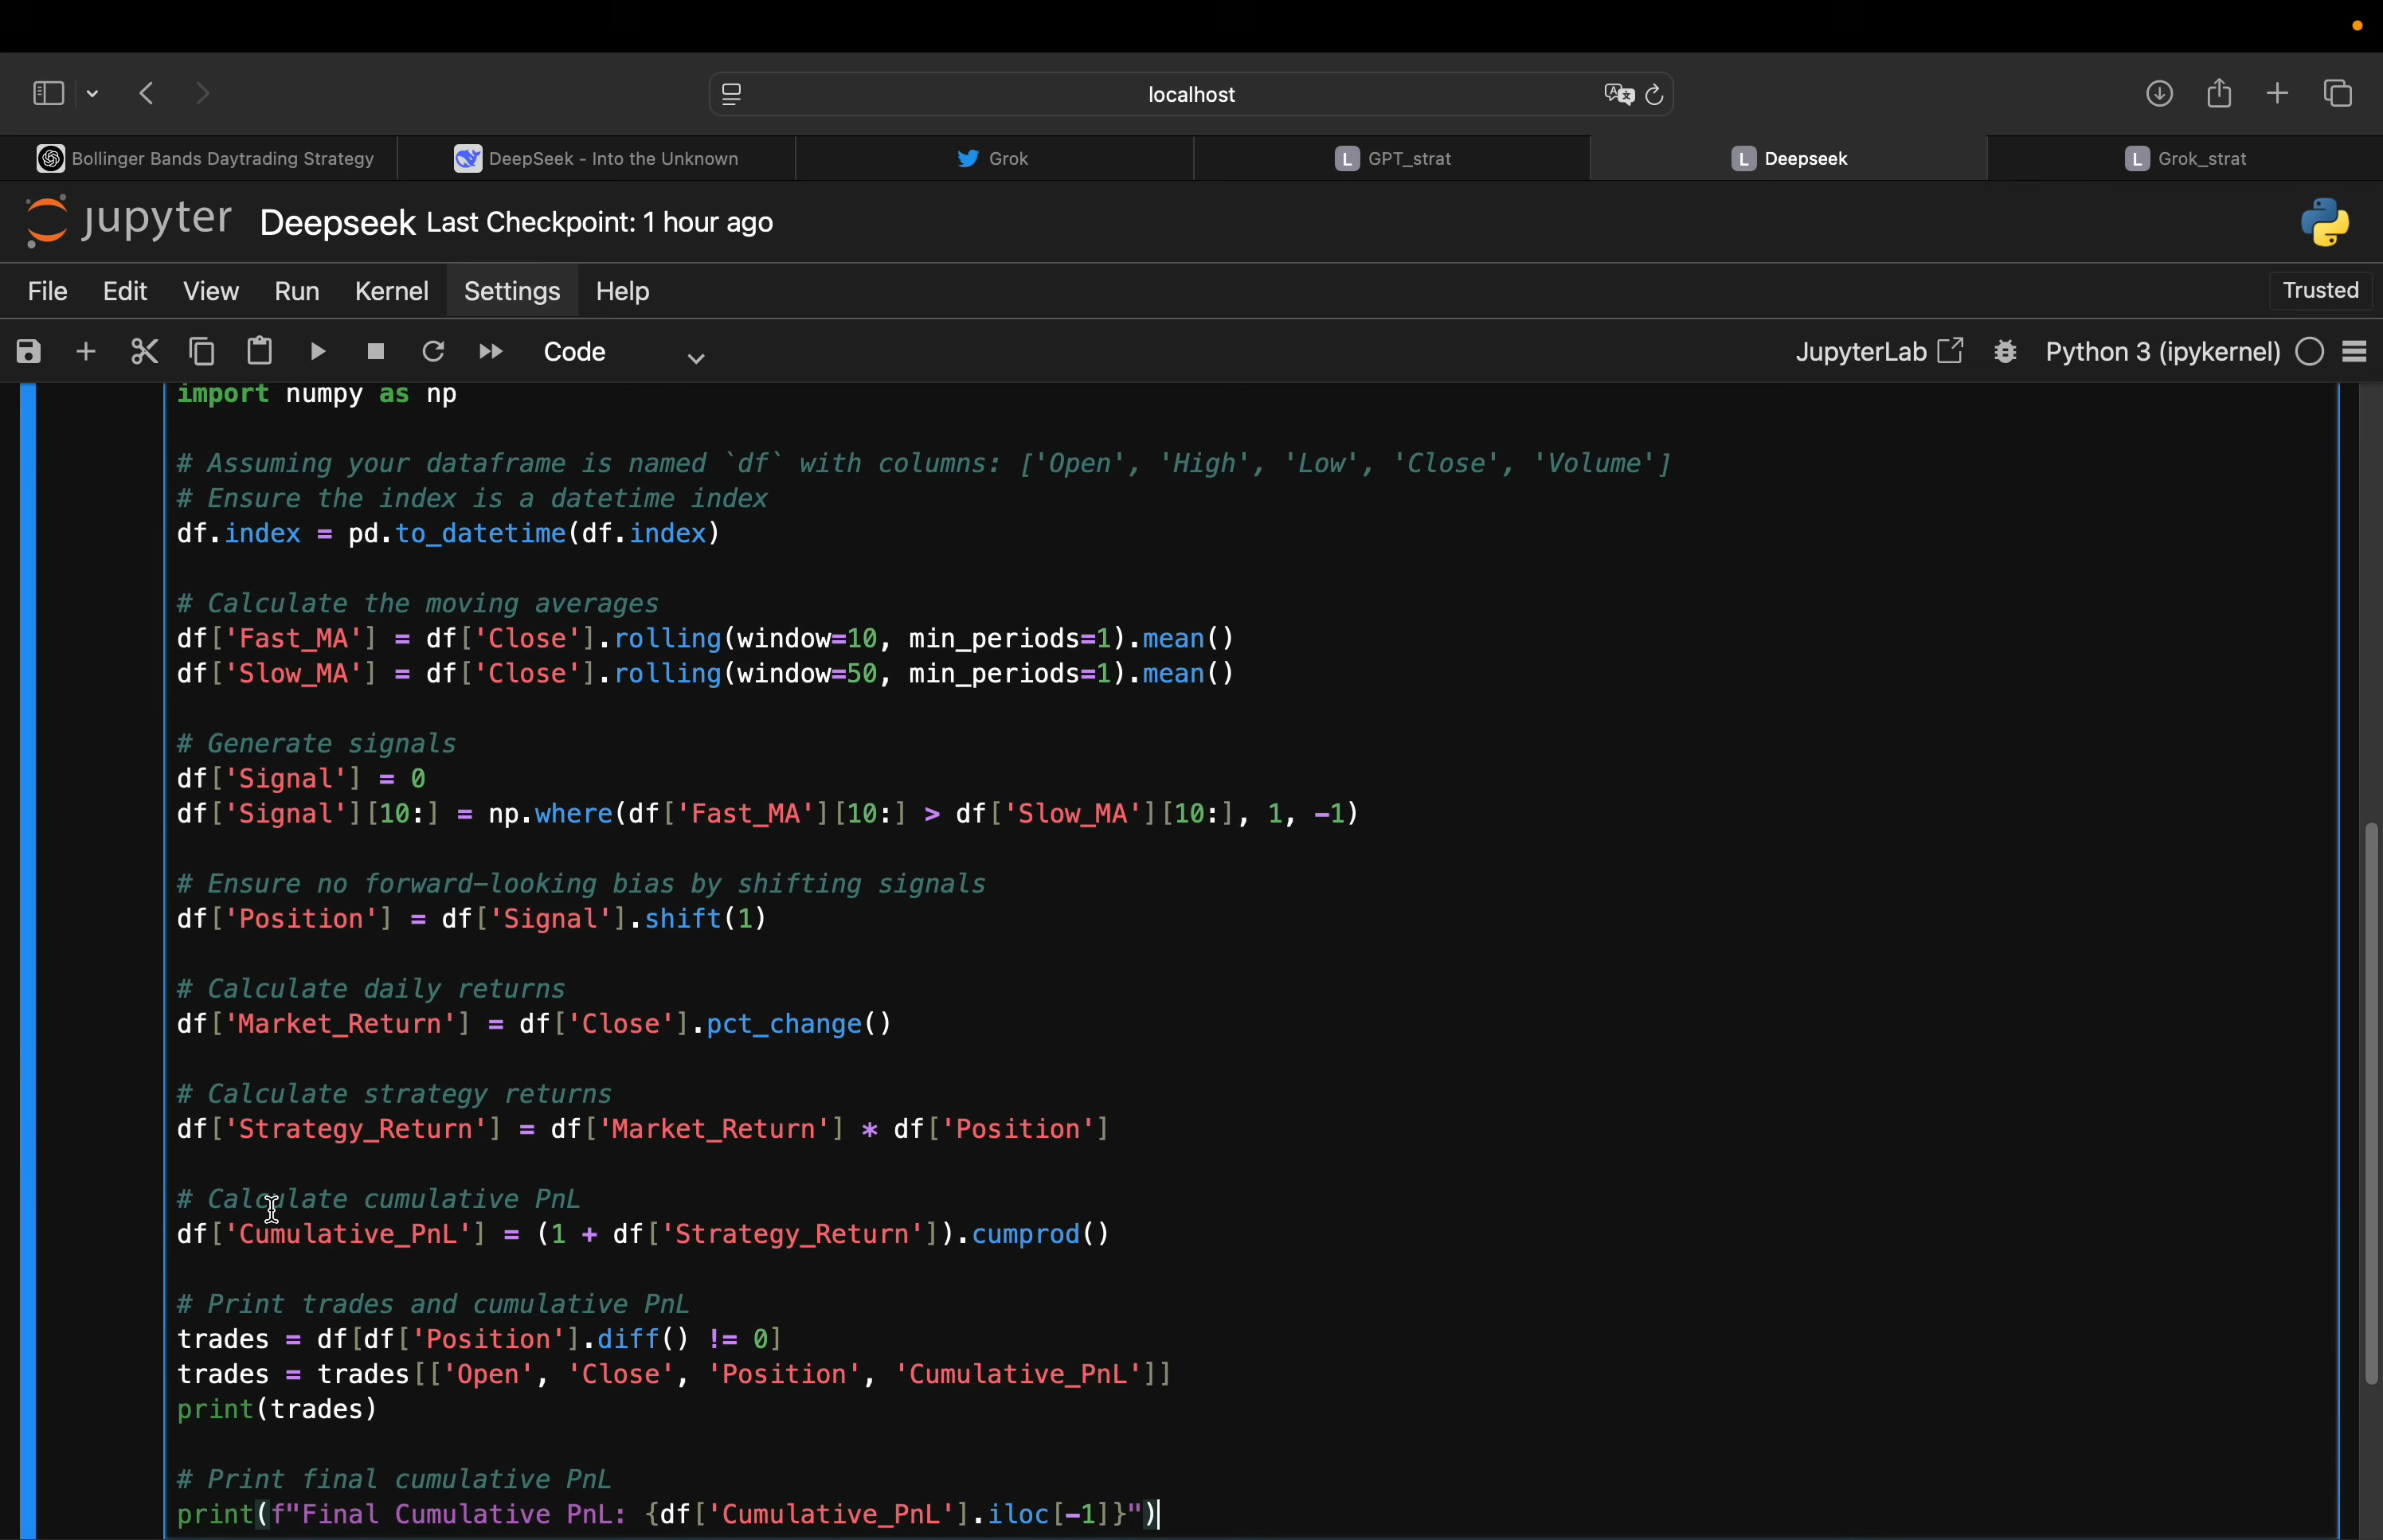 localhost
Bollinger Bands Daytrading Strategy
DeepSeek - Into the Unknown
Grok
L GPT_strat
L Deepseek
L Grok_strat
jupyter Deepseek Last Checkpoint: 1 hour ago
File Edit View Run Kernel Settings Help Trusted
Code JupyterLab Python 3 (ipykernel)
import numpy as np
# Assuming your dataframe is named `df` with columns: ['Open', 'High', 'Low', 'Close', 'Volume']
# Ensure the index is a datetime index
df.index = pd.to_datetime(df.index)
# Calculate the moving averages
df['Fast_MA'] = df['Close'].rolling(window=10, min_periods=1).mean()
df['Slow_MA'] = df['Close'].rolling(window=50, min_periods=1).mean()
# Generate signals
df['Signal'] = 0
df['Signal'][10:] = np.where(df['Fast_MA'][10:] > df['Slow_MA'][10:], 1, -1)
# Ensure no forward-looking bias by shifting signals
df['Position'] = df['Signal'].shift(1)
# Calculate daily returns
df['Market_Return'] = df['Close'].pct_change()
# Calculate strategy returns
df['Strategy_Return'] = df['Market_Return'] * df['Position']
# Calculate cumulative PnL
df['Cumulative_PnL'] = (1 + df['Strategy_Return']).cumprod()
# Print trades and cumulative PnL
trades = df[df['Position'].diff() != 0]
trades = trades[['Open', 'Close', 'Position', 'Cumulative_PnL']]
print(trades)
# Print final cumulative PnL
print(f"Final Cumulative PnL: {df['Cumulative_PnL'].iloc[-1]}")